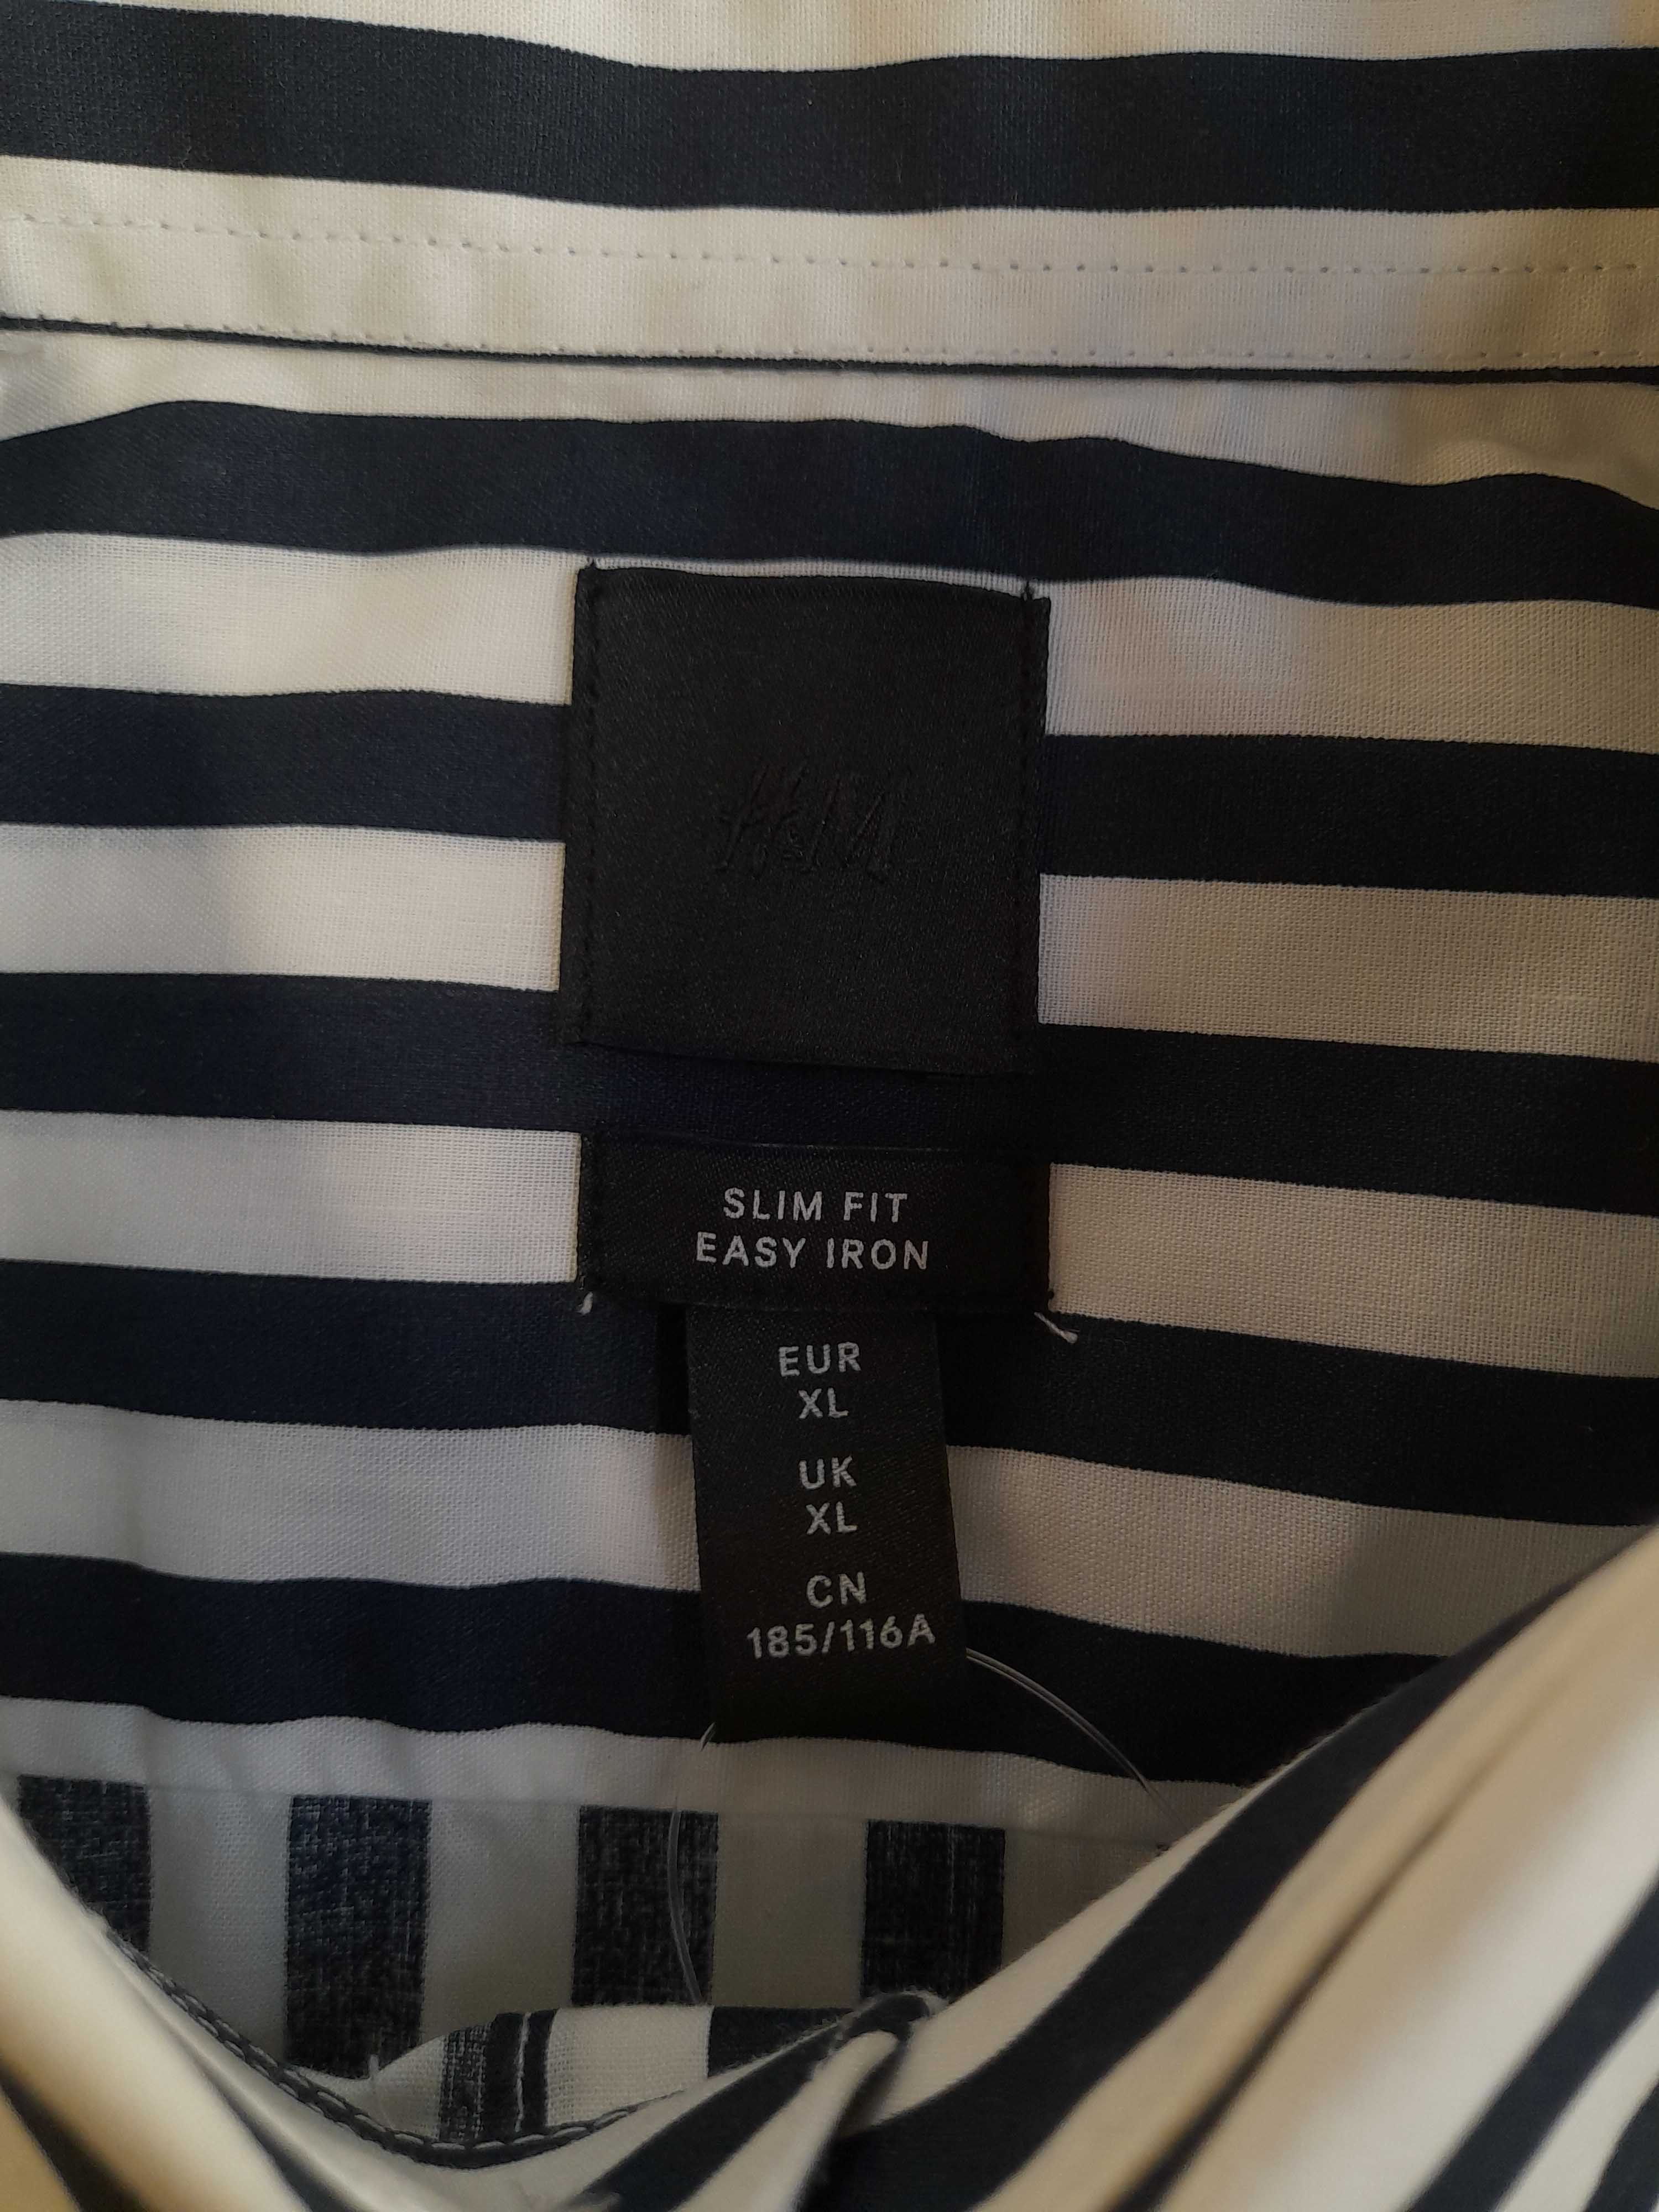 H&M
SLIM FIT
EASY IRON
EUR
XL
UK
XL
CN
185/116A